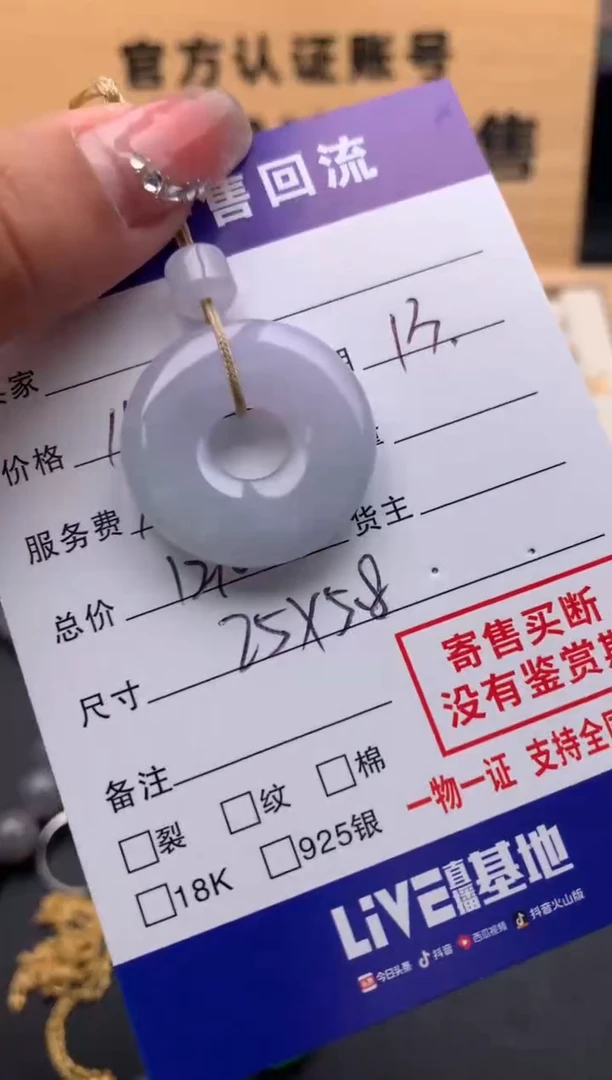 官方认证账号
售
售回流
家
13.
价格
服务费
货主
总价
25X58
尺寸
寄售买断
没有鉴赏
备注
一物一证 支持全
裂
纹
棉
18K
925银
LiVE直播基地
今日头条 抖音 西瓜视频 抖音火山版